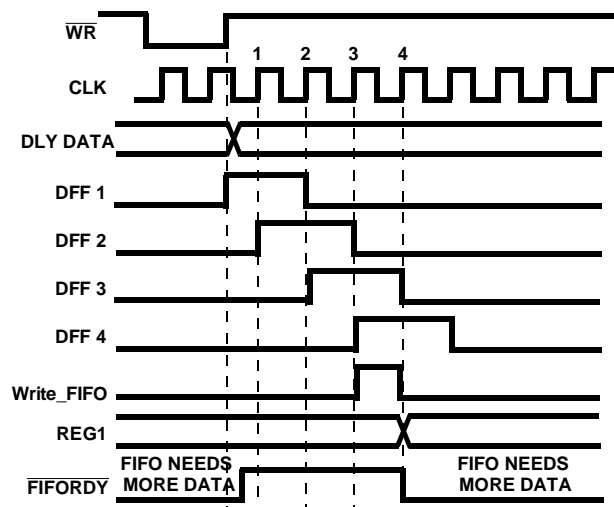 WR
1 2 3 4
CLK
DLY DATA
DFF 1
DFF 2
DFF 3
DFF 4
Write_FIFO
REG1
FIFO NEEDS
MORE DATA
FIFO NEEDS
MORE DATA
FIFORDY